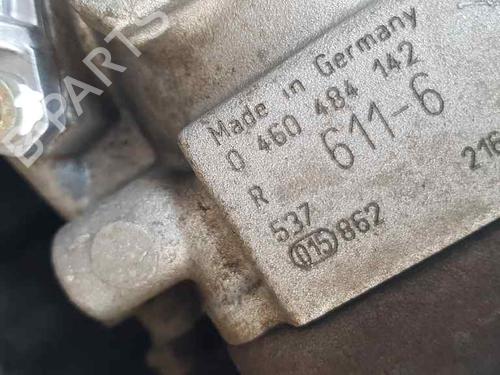 Made in Germany
0 460 484 142
R 611-6
537 216
015 862
B-PARTS